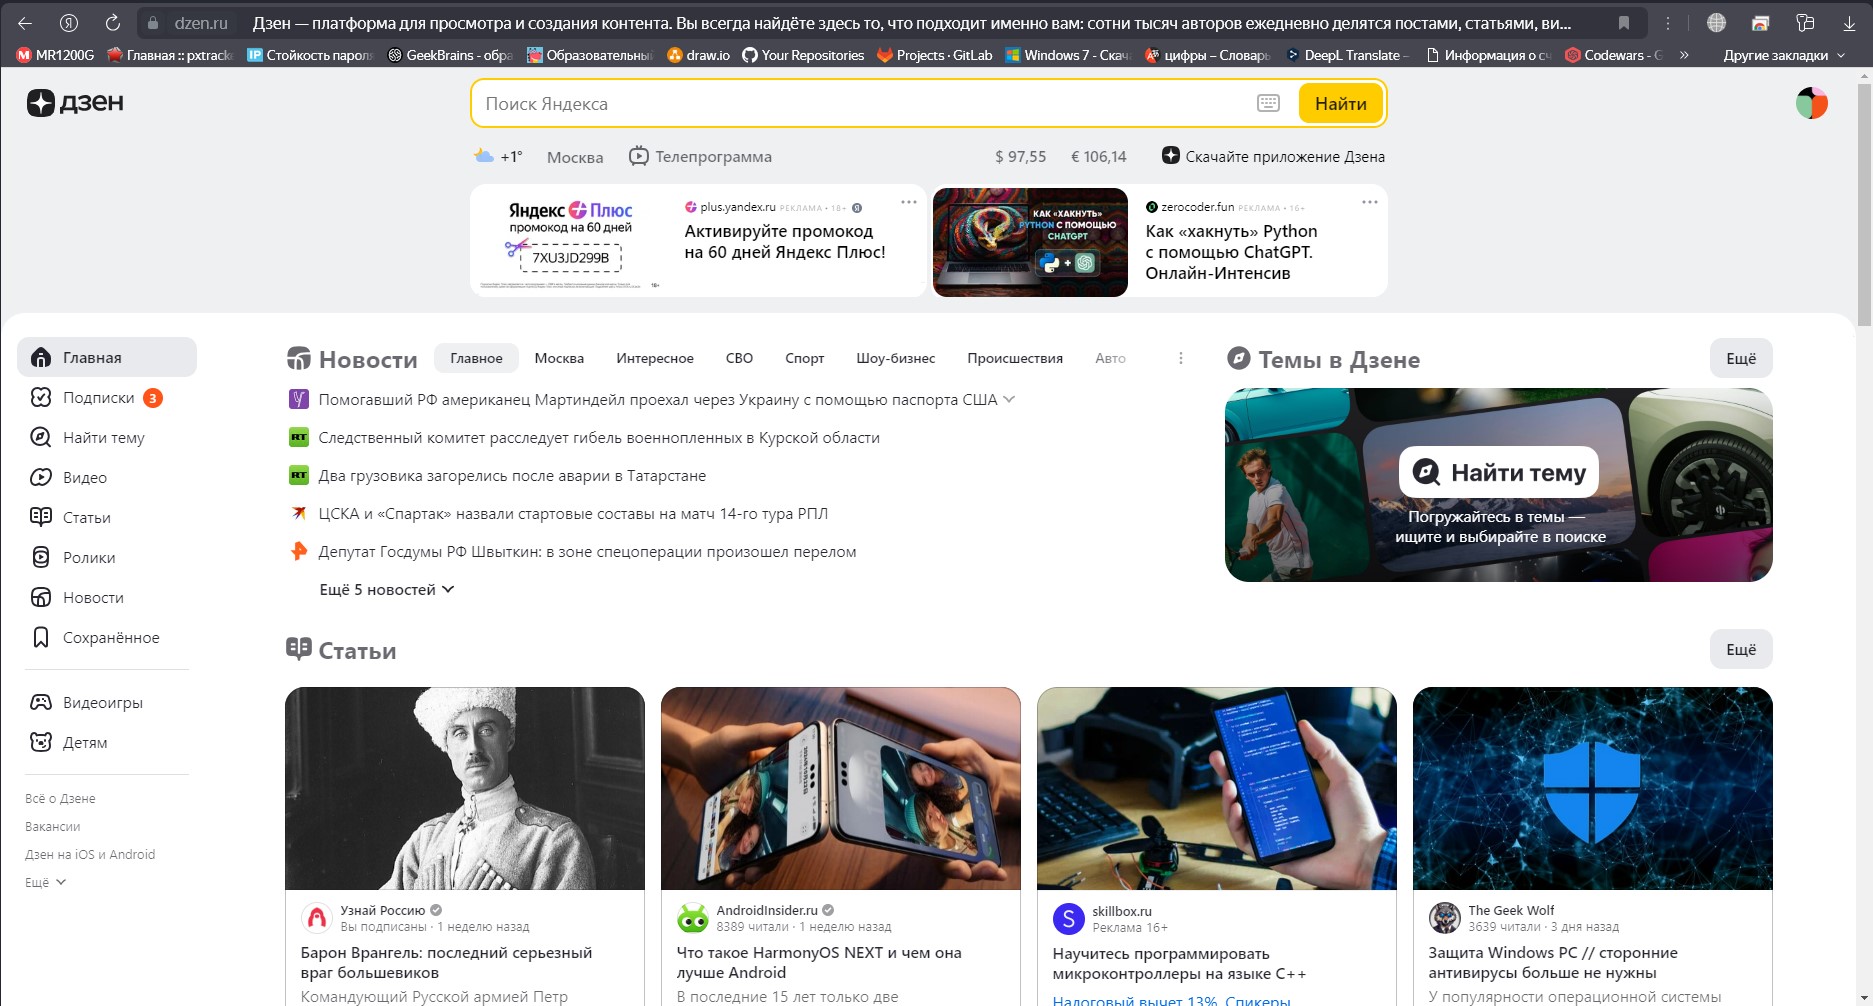 dzen.ru
Дзен — платформа для просмотра и создания контента. Вы всегда найдёте здесь то, что подходит именно вам: сотни тысяч авторов ежедневно делятся постами, статьями, ви...
MR1200G
Главная :: pxtrack
Стойкость парол
GeekBrains - обра
Образовательны
draw.io
Your Repositories
Projects · GitLab
Windows 7 - Скач
цифры – Словарь
DeepL Translate –
Информация о сч
Codewars - G
»
Другие закладки
дзен
Поиск Яндекса
Найти
+1°
Москва
Телепрограмма
$ 97,55
€ 106,14
Скачайте приложение Дзена
Яндекс Плюс
промокод на 60 дней
7XU3JD299B
18+
plus.yandex.ru РЕКЛАМА • 18+
Активируйте промокод
на 60 дней Яндекс Плюс!
КАК «ХАКНУТЬ»
PYTHON С ПОМОЩЬЮ
CHATGPT
zerocoder.fun РЕКЛАМА • 16+
Как «хакнуть» Python
с помощью ChatGPT.
Онлайн-Интенсив
Главная
Подписки 3
Найти тему
Видео
Статьи
Ролики
Новости
Сохранённое
Видеоигры
Детям
Всё о Дзене
Вакансии
Дзен на iOS и Android
Ещё
Новости
Главное
Москва
Интересное
СВО
Спорт
Шоу-бизнес
Происшествия
Авто
Помогавший РФ американец Мартиндейл проехал через Украину с помощью паспорта США
RT Следственный комитет расследует гибель военнопленных в Курской области
RT Два грузовика загорелись после аварии в Татарстане
ЦСКА и «Спартак» назвали стартовые составы на матч 14-го тура РПЛ
Депутат Госдумы РФ Швыткин: в зоне спецоперации произошел перелом
Ещё 5 новостей
Темы в Дзене
Ещё
Найти тему
Погружайтесь в темы —
ищите и выбирайте в поиске
Статьи
Ещё
Узнай Россию
Вы подписаны · 1 неделю назад
Барон Врангель: последний серьезный
враг большевиков
Командующий Русской армией Петр
AndroidInsider.ru
8389 читали · 1 неделю назад
Что такое HarmonyOS NEXT и чем она
лучше Android
В последние 15 лет только две
S
skillbox.ru
Реклама 16+
Научитесь программировать
микроконтроллеры на языке C++
Налоговый вычет 13%. Спикеры
The Geek Wolf
3639 читали · 3 дня назад
Защита Windows PC // сторонние
антивирусы больше не нужны
У популярности операционной системы